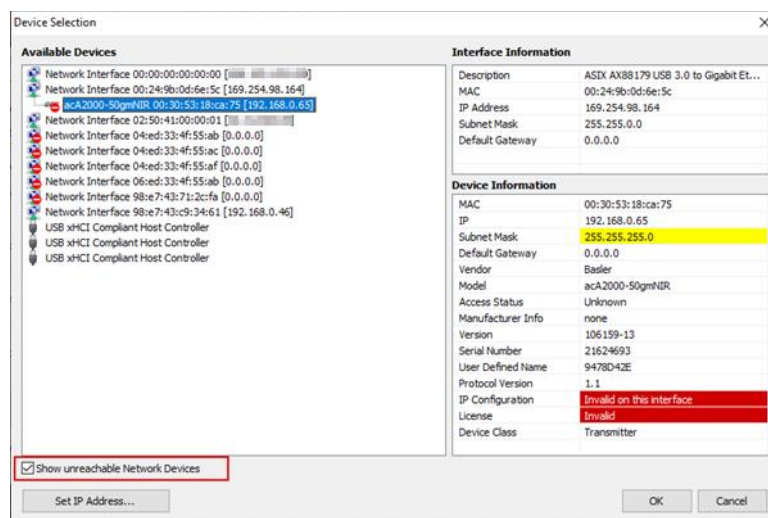 Device Selection
Available Devices
Network Interface 00:00:00:00:00:00 [
Network Interface 00:24:9b:0d:6e:5c [169.254.98.164]
acA2000-50gmNIR 00:30:53:18:ca:75 [192.168.0.65]
Network Interface 02:50:41:00:00:01 [
Network Interface 04:ed:33:4f:55:ab [0.0.0.0]
Network Interface 04:ed:33:4f:55:ac [0.0.0.0]
Network Interface 04:ed:33:4f:55:af [0.0.0.0]
Network Interface 06:ed:33:4f:55:ab [0.0.0.0]
Network Interface 98:e7:43:71:2c:fa [0.0.0.0]
Network Interface 98:e7:43:c9:34:61 [192.168.0.46]
USB xHCI Compliant Host Controller
USB xHCI Compliant Host Controller
USB xHCI Compliant Host Controller
Show unreachable Network Devices
Set IP Address...
Interface Information
Description ASIX AX88179 USB 3.0 to Gigabit Et...
MAC 00:24:9b:0d:6e:5c
IP Address 169.254.98.164
Subnet Mask 255.255.0.0
Default Gateway 0.0.0.0
Device Information
MAC 00:30:53:18:ca:75
IP 192.168.0.65
Subnet Mask 255.255.255.0
Default Gateway 0.0.0.0
Vendor Basler
Model acA2000-50gmNIR
Access Status Unknown
Manufacturer Info none
Version 106159-13
Serial Number 21624693
User Defined Name 9478D42E
Protocol Version 1.1
IP Configuration Invalid on this interface
License Invalid
Device Class Transmitter
OK Cancel